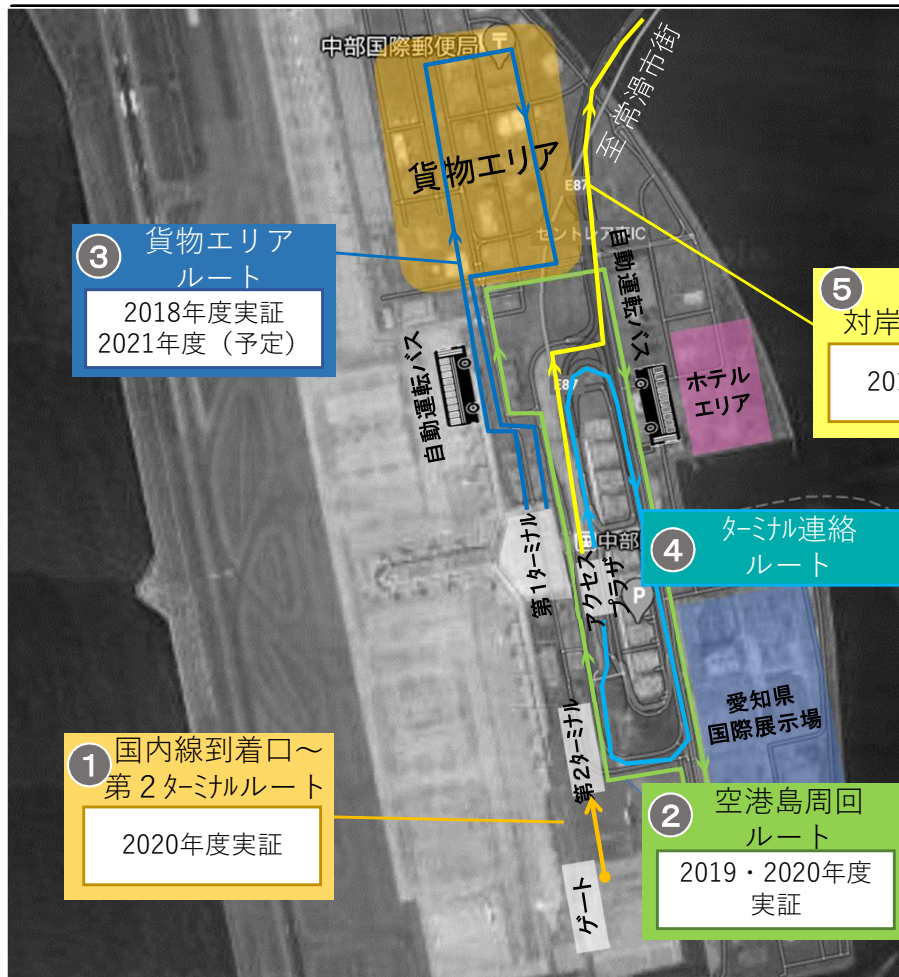 中部国際郵便局
至常滑市街
貨物エリア
E87
セントレア
IC
3
貨物エリア
ルート
2018年度実証
2021年度（予定）
自動運転バス
自動運転バス
5
対岸
201
ホテル
エリア
E87
第1ターミナル
アクセス
プラザ
中部
P
4
ターミナル連絡
ルート
愛知県
国際展示場
第2ターミナル
1
国内線到着口～
第２ターミナルルート
2020年度実証
2
空港島周回
ルート
2019・2020年度
実証
ゲート